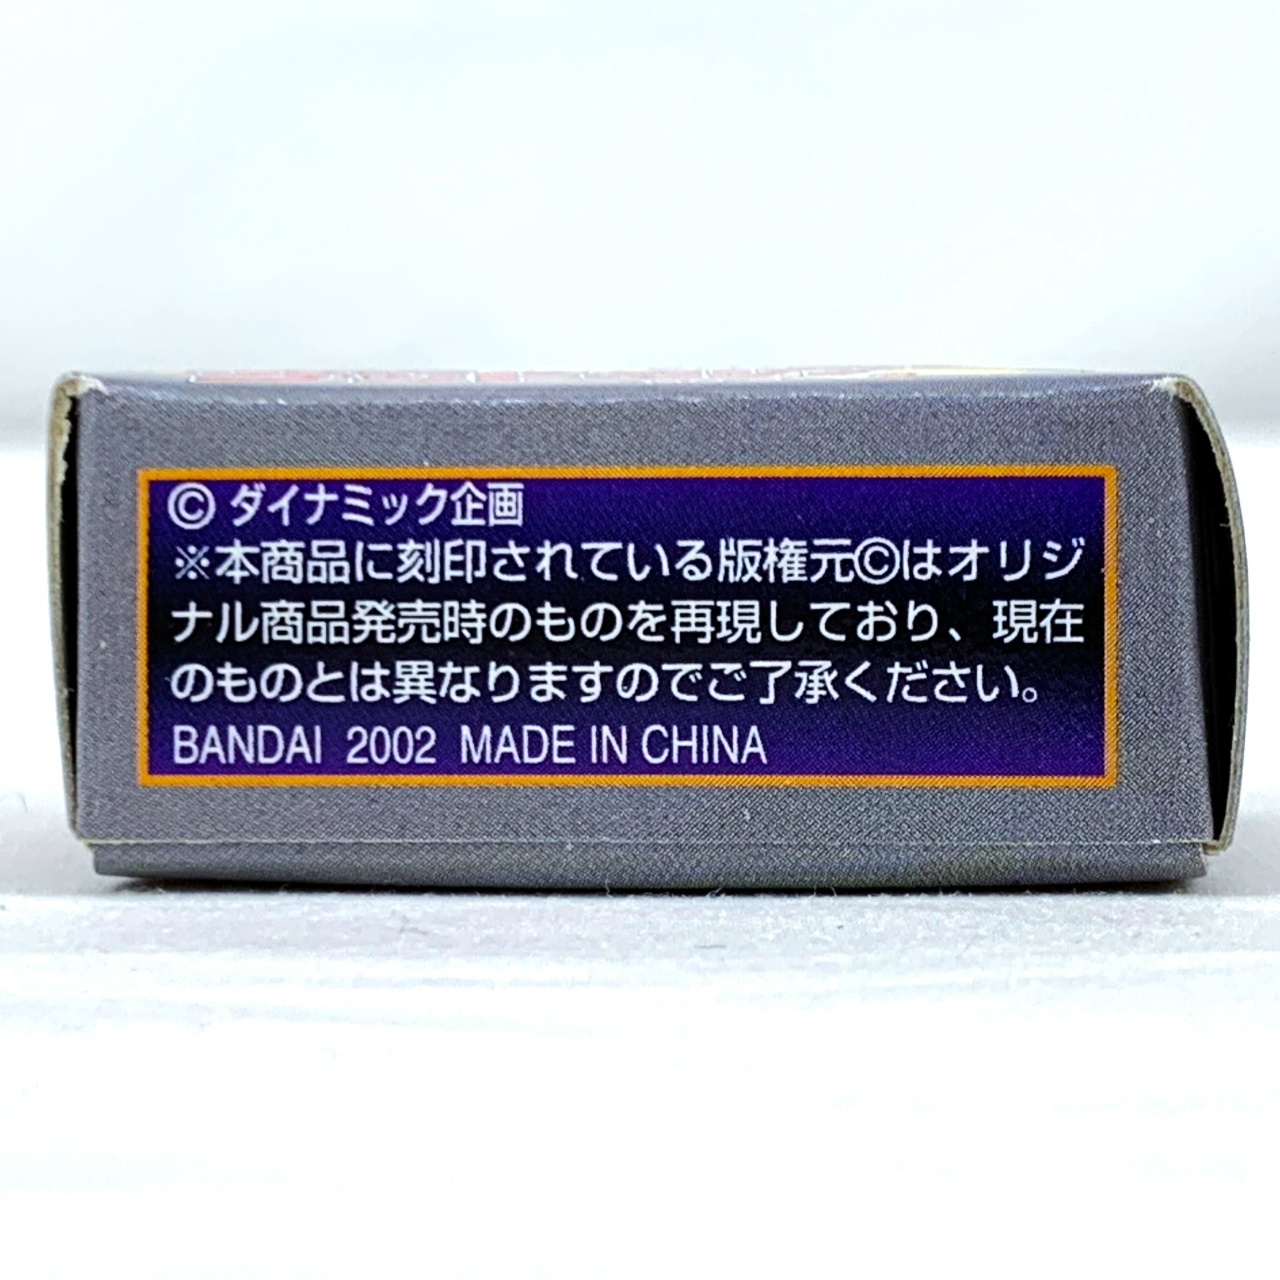 © ダイナミック企画
※本商品に刻印されている版権元©はオリジ
ナル商品発売時のものを再現しており、現在
のものとは異なりますのでご了承ください。
BANDAI 2002 MADE IN CHINA